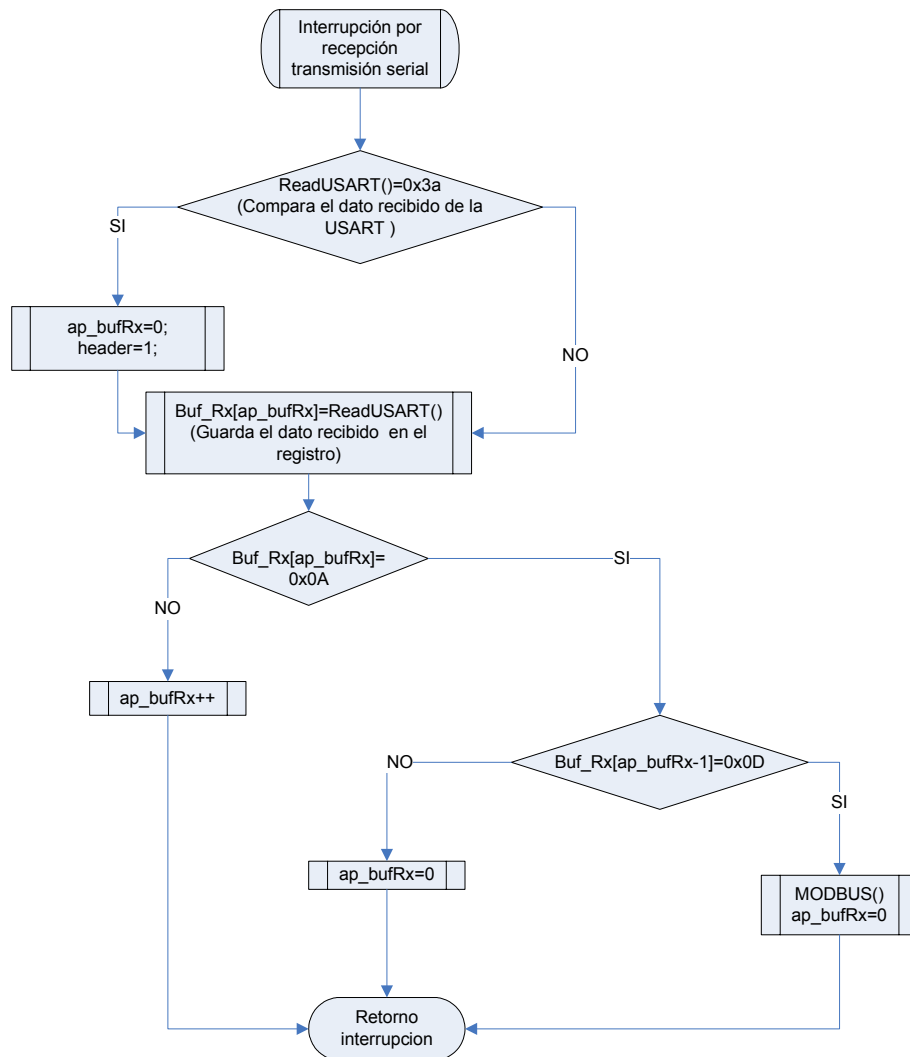 Interrupción por
recepción
transmisión serial
ReadUSART()=0x3a
(Compara el dato recibido de la
USART )
SI
NO
ap_bufRx=0;
header=1;
Buf_Rx[ap_bufRx]=ReadUSART()
(Guarda el dato recibido en el
registro)
Buf_Rx[ap_bufRx]=
0x0A
SI
NO
ap_bufRx++
Buf_Rx[ap_bufRx-1]=0x0D
NO
SI
ap_bufRx=0
MODBUS()
ap_bufRx=0
Retorno
interrupcion